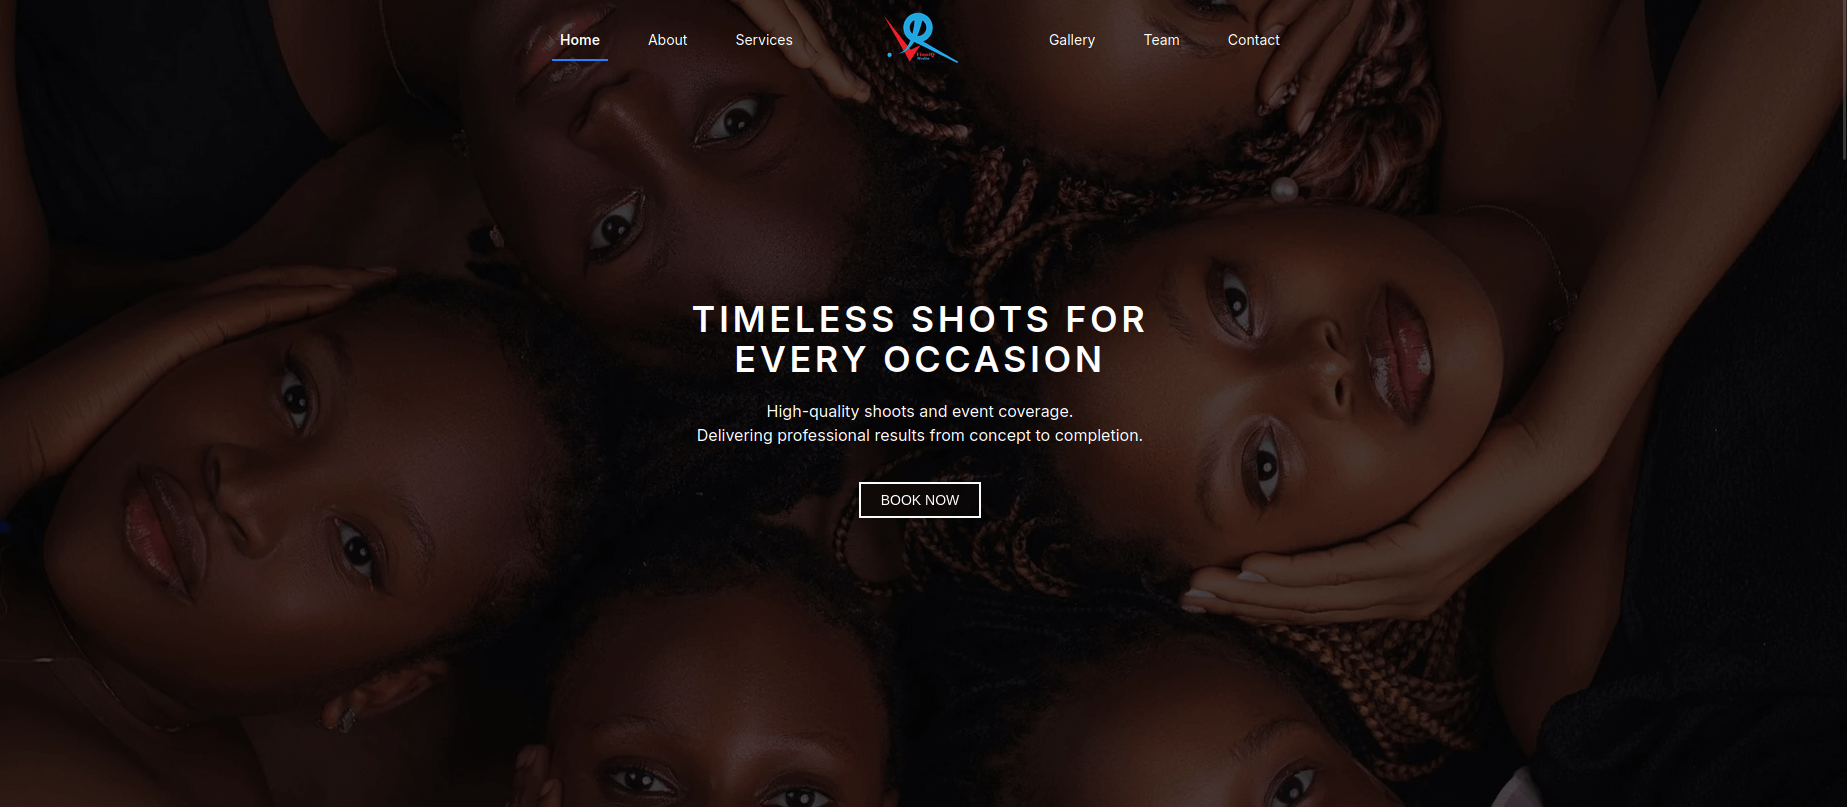 Home
About
Services
Gallery
Team
Contact
TIMELESS SHOTS FOR
EVERY OCCASION
High-quality shoots and event coverage.
Delivering professional results from concept to completion.
BOOK NOW